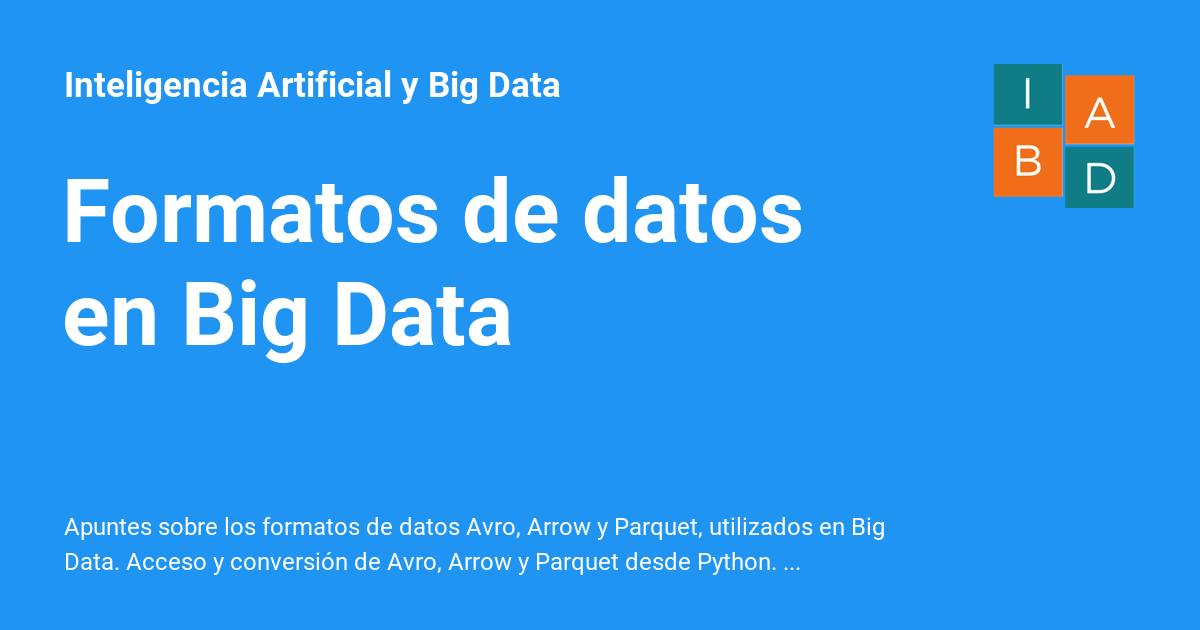 Inteligencia Artificial y Big Data
I A
B D
Formatos de datos
en Big Data
Apuntes sobre los formatos de datos Avro, Arrow y Parquet, utilizados en Big
Data. Acceso y conversión de Avro, Arrow y Parquet desde Python. ...